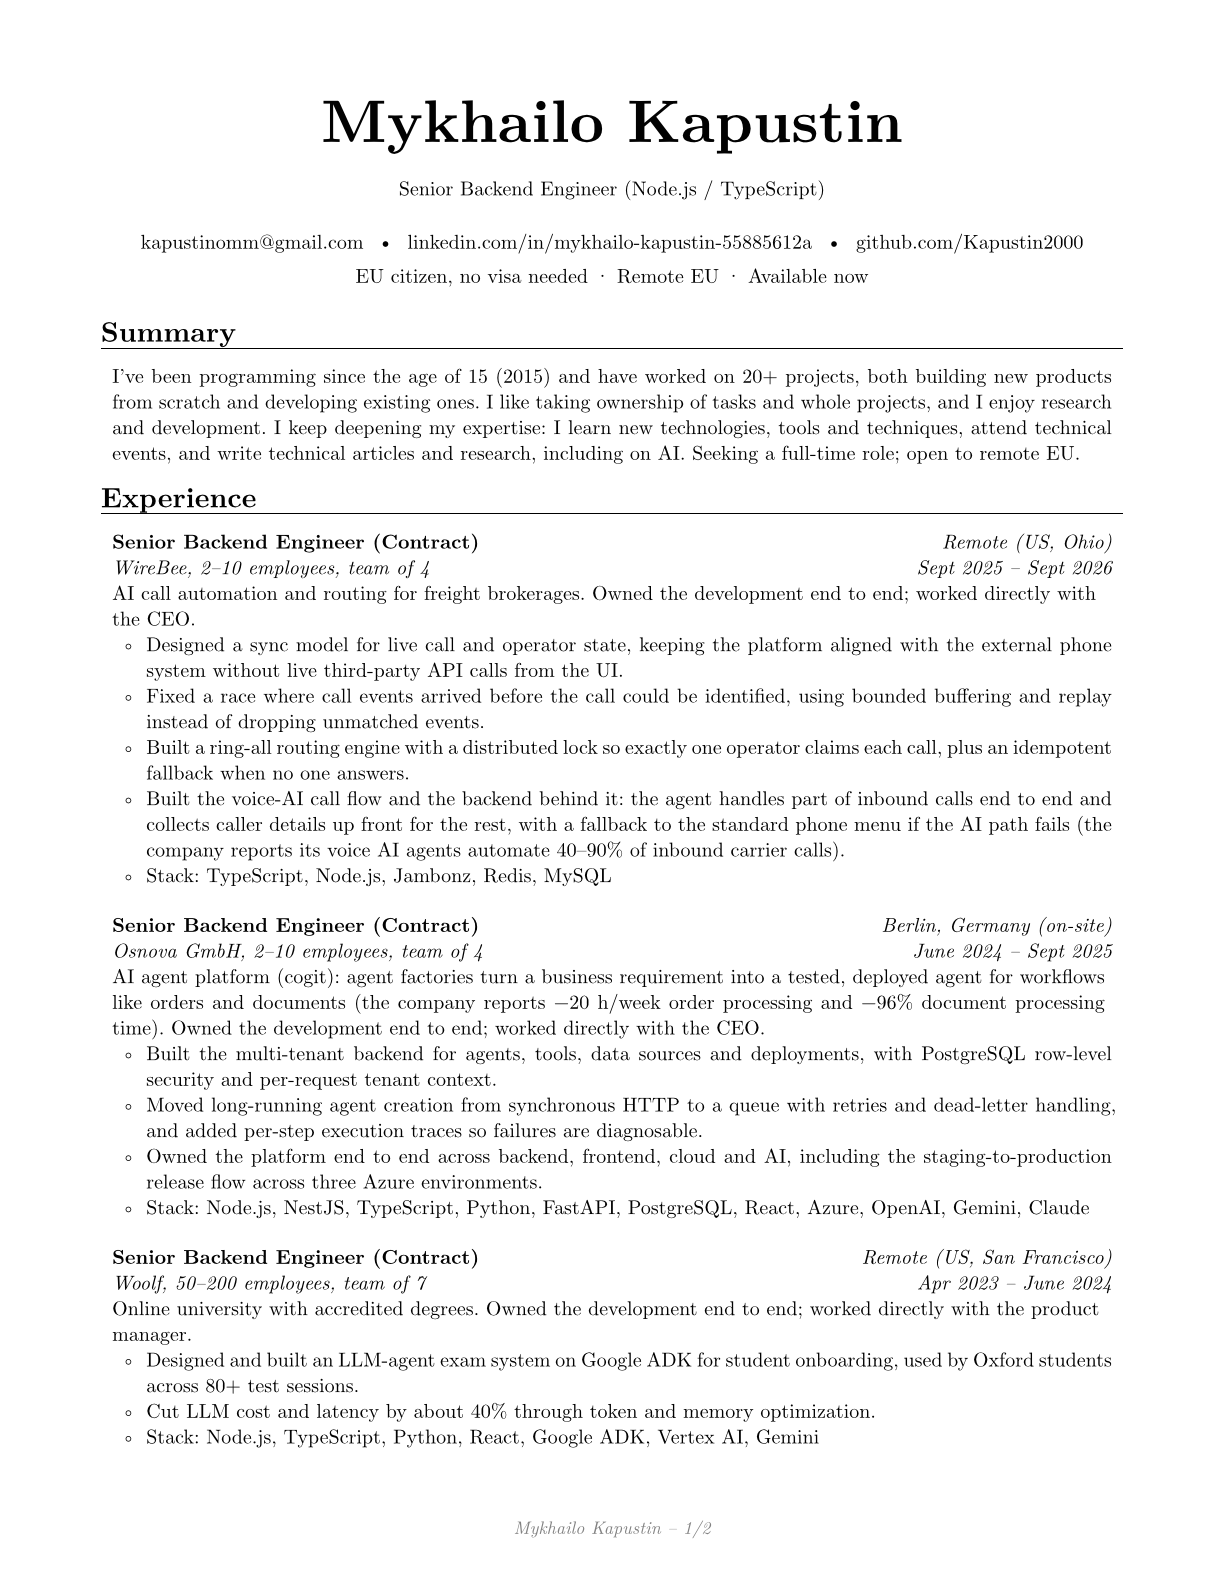 Mykhailo Kapustin
Senior Backend Engineer (Node.js / TypeScript)
kapustinomm@gmail.com • linkedin.com/in/mykhailo-kapustin-55885612a • github.com/Kapustin2000
EU citizen, no visa needed · Remote EU · Available now
Summary
I've been programming since the age of 15 (2015) and have worked on 20+ projects, both building new products
from scratch and developing existing ones. I like taking ownership of tasks and whole projects, and I enjoy research
and development. I keep deepening my expertise: I learn new technologies, tools and techniques, attend technical
events, and write technical articles and research, including on AI. Seeking a full-time role; open to remote EU.
Experience
Senior Backend Engineer (Contract) Remote (US, Ohio)
WireBee, 2–10 employees, team of 4 Sept 2025 – Sept 2026
AI call automation and routing for freight brokerages. Owned the development end to end; worked directly with
the CEO.
◦ Designed a sync model for live call and operator state, keeping the platform aligned with the external phone
system without live third-party API calls from the UI.
◦ Fixed a race where call events arrived before the call could be identified, using bounded buffering and replay
instead of dropping unmatched events.
◦ Built a ring-all routing engine with a distributed lock so exactly one operator claims each call, plus an idempotent
fallback when no one answers.
◦ Built the voice-AI call flow and the backend behind it: the agent handles part of inbound calls end to end and
collects caller details up front for the rest, with a fallback to the standard phone menu if the AI path fails (the
company reports its voice AI agents automate 40–90% of inbound carrier calls).
◦ Stack: TypeScript, Node.js, Jambonz, Redis, MySQL
Senior Backend Engineer (Contract) Berlin, Germany (on-site)
Osnova GmbH, 2–10 employees, team of 4 June 2024 – Sept 2025
AI agent platform (cogit): agent factories turn a business requirement into a tested, deployed agent for workflows
like orders and documents (the company reports −20 h/week order processing and −96% document processing
time). Owned the development end to end; worked directly with the CEO.
◦ Built the multi-tenant backend for agents, tools, data sources and deployments, with PostgreSQL row-level
security and per-request tenant context.
◦ Moved long-running agent creation from synchronous HTTP to a queue with retries and dead-letter handling,
and added per-step execution traces so failures are diagnosable.
◦ Owned the platform end to end across backend, frontend, cloud and AI, including the staging-to-production
release flow across three Azure environments.
◦ Stack: Node.js, NestJS, TypeScript, Python, FastAPI, PostgreSQL, React, Azure, OpenAI, Gemini, Claude
Senior Backend Engineer (Contract) Remote (US, San Francisco)
Woolf, 50–200 employees, team of 7 Apr 2023 – June 2024
Online university with accredited degrees. Owned the development end to end; worked directly with the product
manager.
◦ Designed and built an LLM-agent exam system on Google ADK for student onboarding, used by Oxford students
across 80+ test sessions.
◦ Cut LLM cost and latency by about 40% through token and memory optimization.
◦ Stack: Node.js, TypeScript, Python, React, Google ADK, Vertex AI, Gemini
Mykhailo Kapustin – 1/2